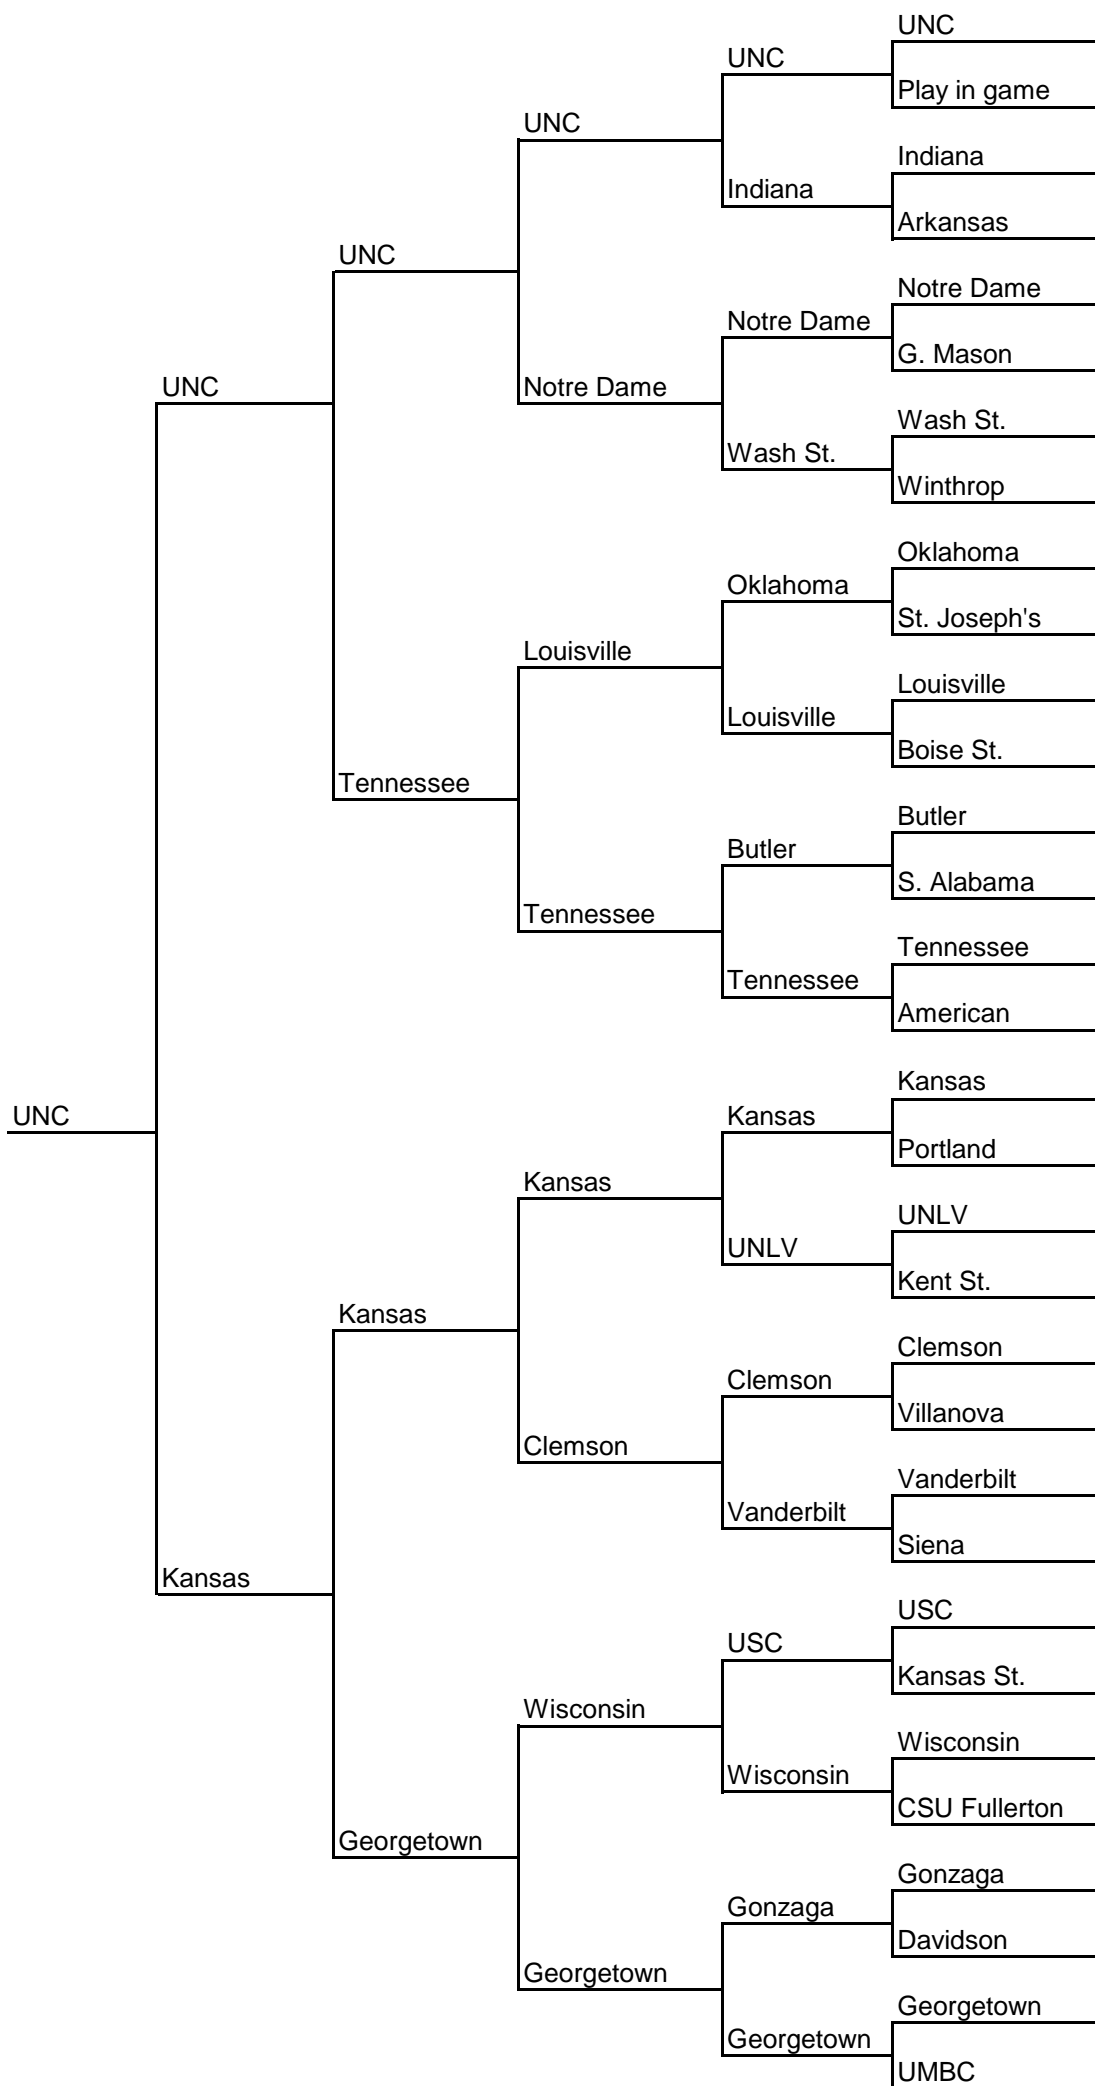 UNC
UNC
Play in game
UNC
Indiana
Indiana
Arkansas
UNC
Notre Dame
Notre Dame
G. Mason
UNC
Notre Dame
Wash St.
Wash St.
Winthrop
Oklahoma
Oklahoma
St. Joseph's
Louisville
Louisville
Louisville
Boise St.
Tennessee
Butler
Butler
S. Alabama
Tennessee
Tennessee
Tennessee
American
Kansas
UNC
Kansas
Portland
Kansas
UNLV
UNLV
Kent St.
Kansas
Clemson
Clemson
Villanova
Clemson
Vanderbilt
Vanderbilt
Siena
Kansas
USC
USC
Kansas St.
Wisconsin
Wisconsin
Wisconsin
CSU Fullerton
Georgetown
Gonzaga
Gonzaga
Davidson
Georgetown
Georgetown
Georgetown
UMBC